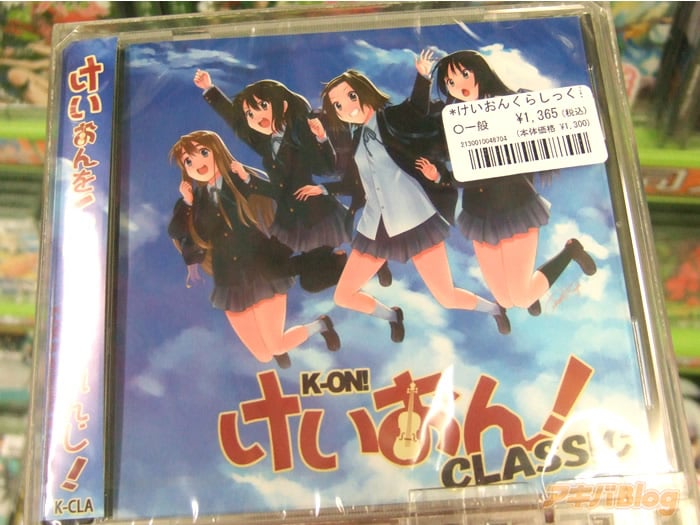 けいおんを!
K-CLA
*けいおんくらしっく…
○一般 ¥1,365(税込)
2130010048704 (本体価格 ¥1,300)
K-ON!
けいおん!
CLASSIC
アキバBlog